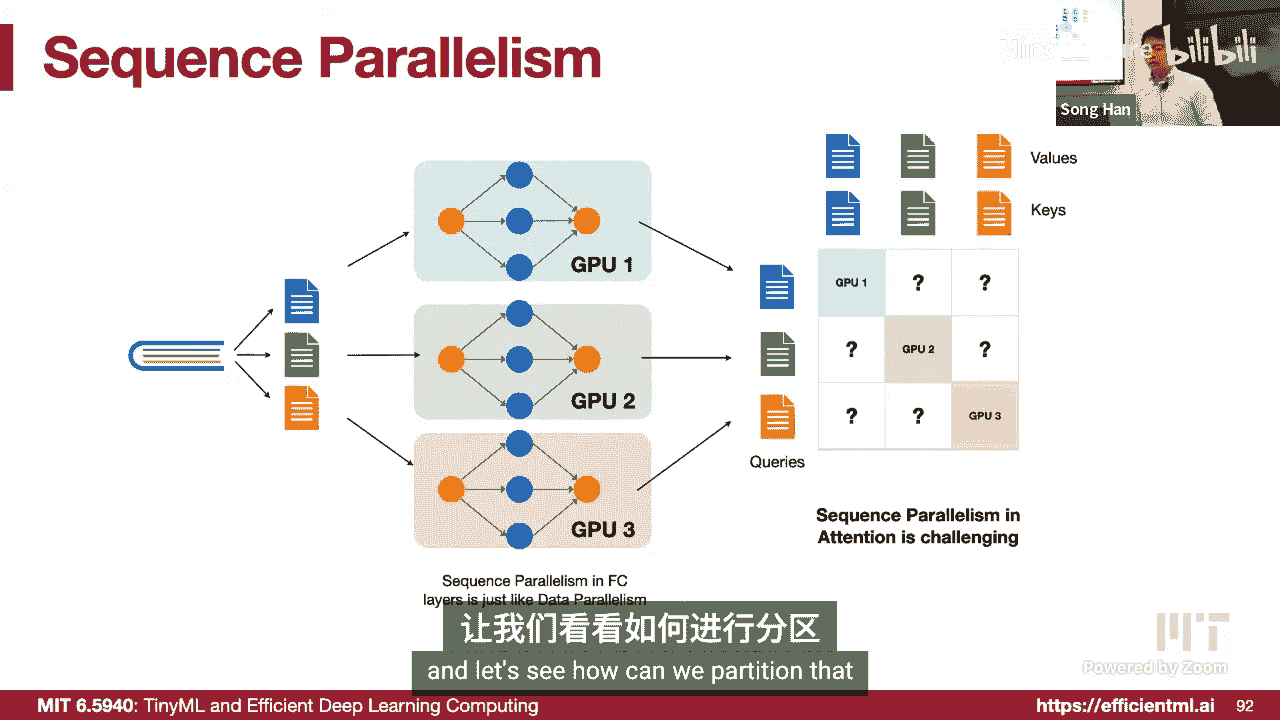 Sequence Parallelism
bilibili
Song Han
Values
Keys
GPU 1
GPU 2
GPU 3
GPU 1 ? ?
? GPU 2 ?
? ? GPU 3
Queries
Sequence Parallelism in
Attention is challenging
Sequence Parallelism in FC
layers is just like Data Parallelism
让我们看看如何进行分区
and let's see how can we partition that
MIT
Powered by Zoom
MIT 6.5940: TinyML and Efficient Deep Learning Computing
https://efficientml.ai
92